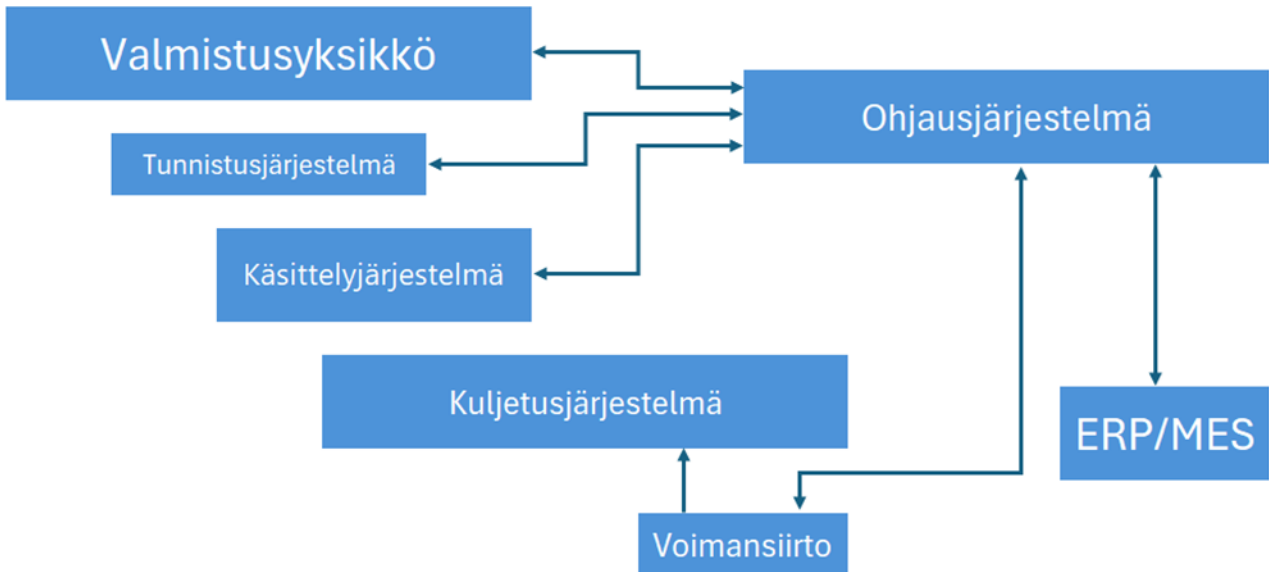 Valmistusyksikkö
Ohjausjärjestelmä
Tunnistusjärjestelmä
Käsittelyjärjestelmä
Kuljetusjärjestelmä
ERP/MES
Voimansiirto